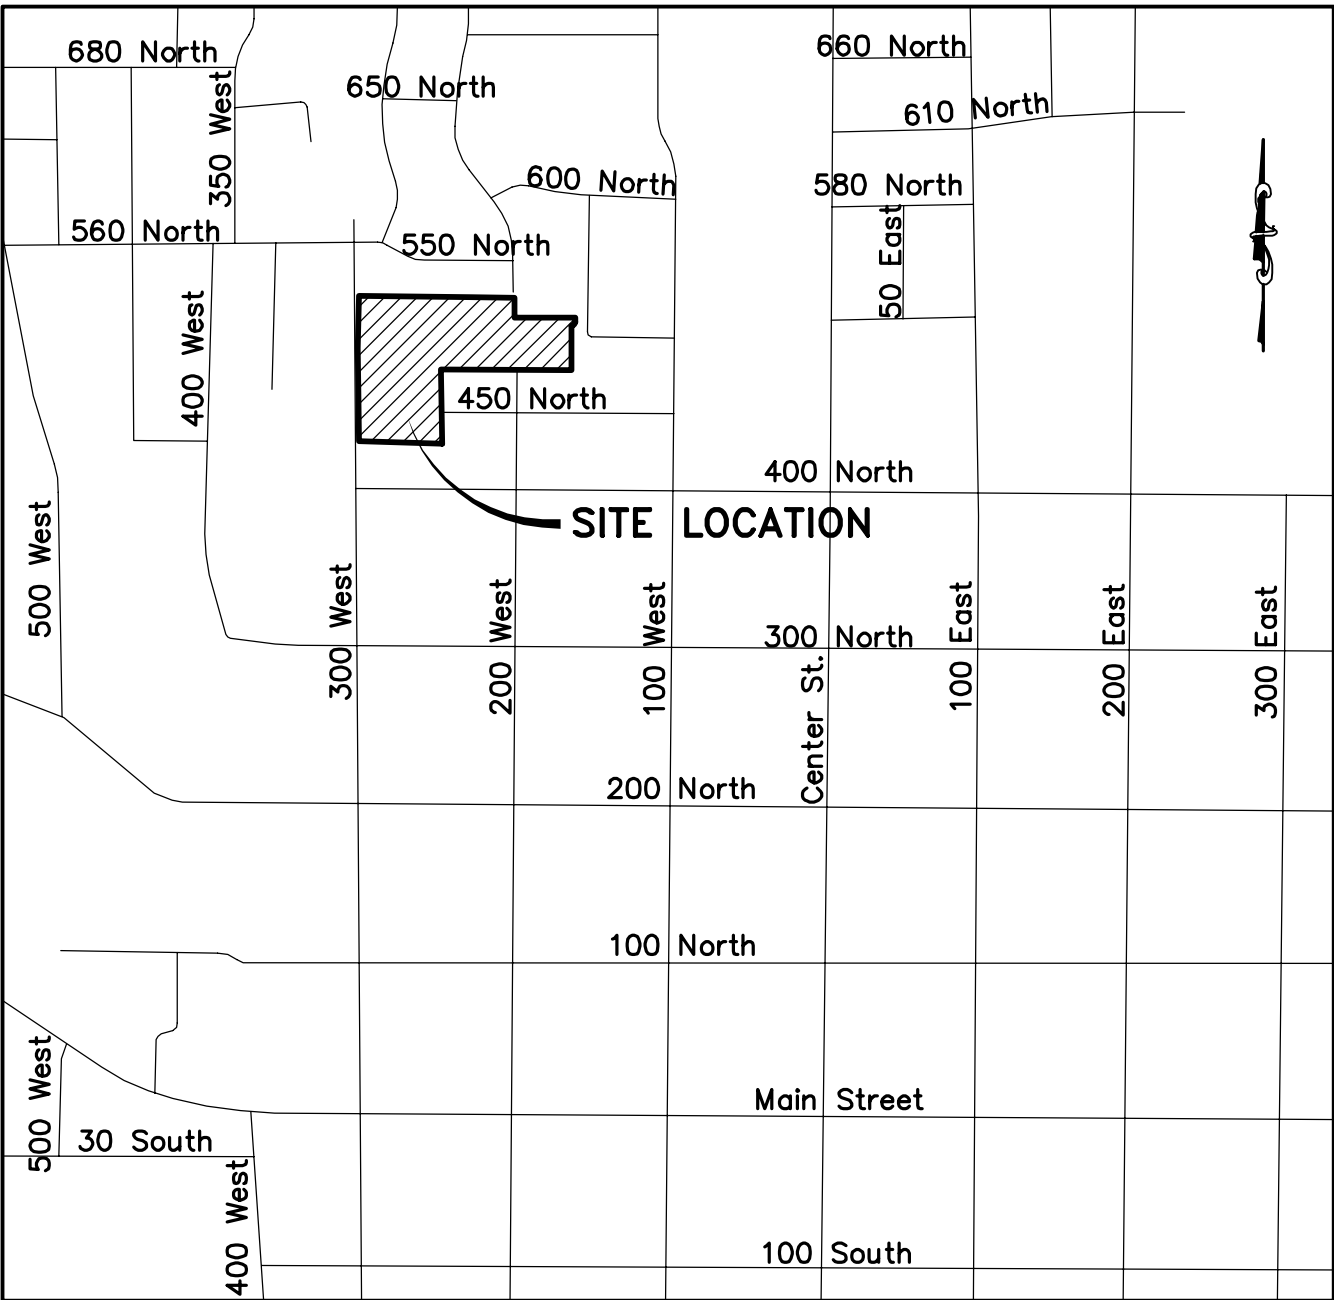 660 North
680 North
650 North
610 North
350 West
600 North
580 North
560 North
550 North
50 East
400 West
450 North
400 North
SITE LOCATION
500 West
300 West
200 West
100 West
300 North
100 East
200 East
300 East
Center St.
200 North
100 North
Main Street
500 West
30 South
400 West
100 South